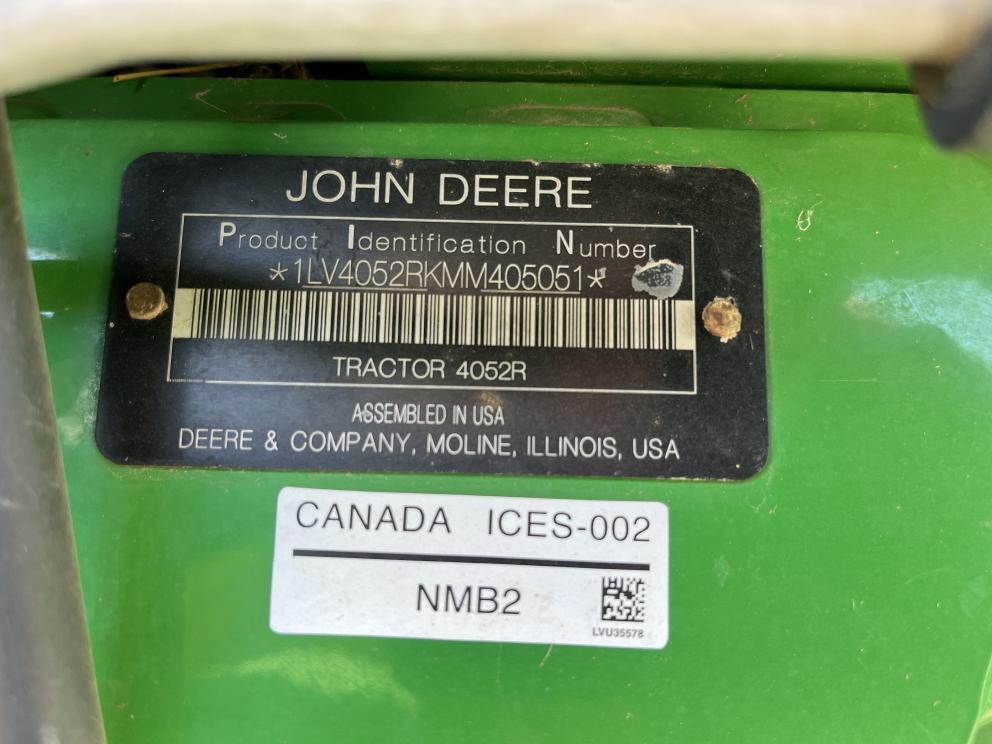 JOHN DEERE
Product Identification Number
*1LV4052RKMM405051*
TRACTOR 4052R
ASSEMBLED IN USA
DEERE & COMPANY, MOLINE, ILLINOIS, USA
CANADA ICES-002
NMB2
LVU35578